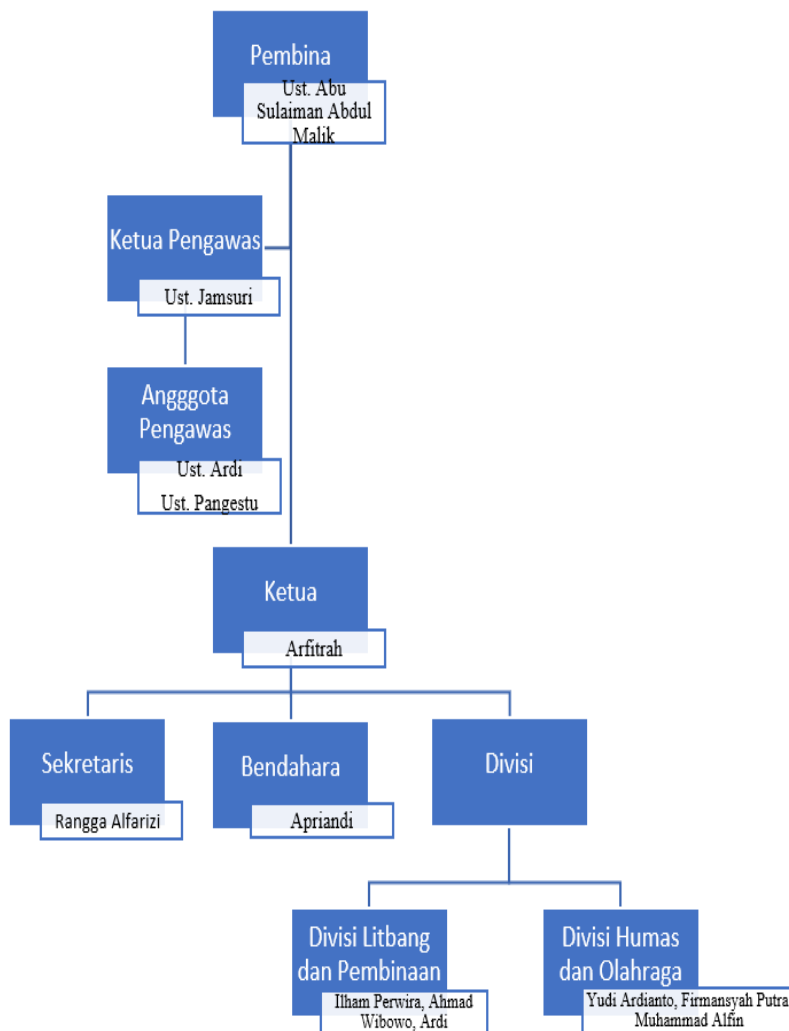 Pembina
Ust. Abu
Sulaiman Abdul
Malik
Ketua Pengawas
Ust. Jamsuri
Angggota
Pengawas
Ust. Ardi
Ust. Pangestu
Ketua
Arfitrah
Sekretaris
Rangga Alfarizi
Bendahara
Apriandi
Divisi
Divisi Litbang
dan Pembinaan
Ilham Perwira, Ahmad
Wibowo, Ardi
Divisi Humas
dan Olahraga
Yudi Ardianto, Firmansyah Putra
Muhammad Alfin